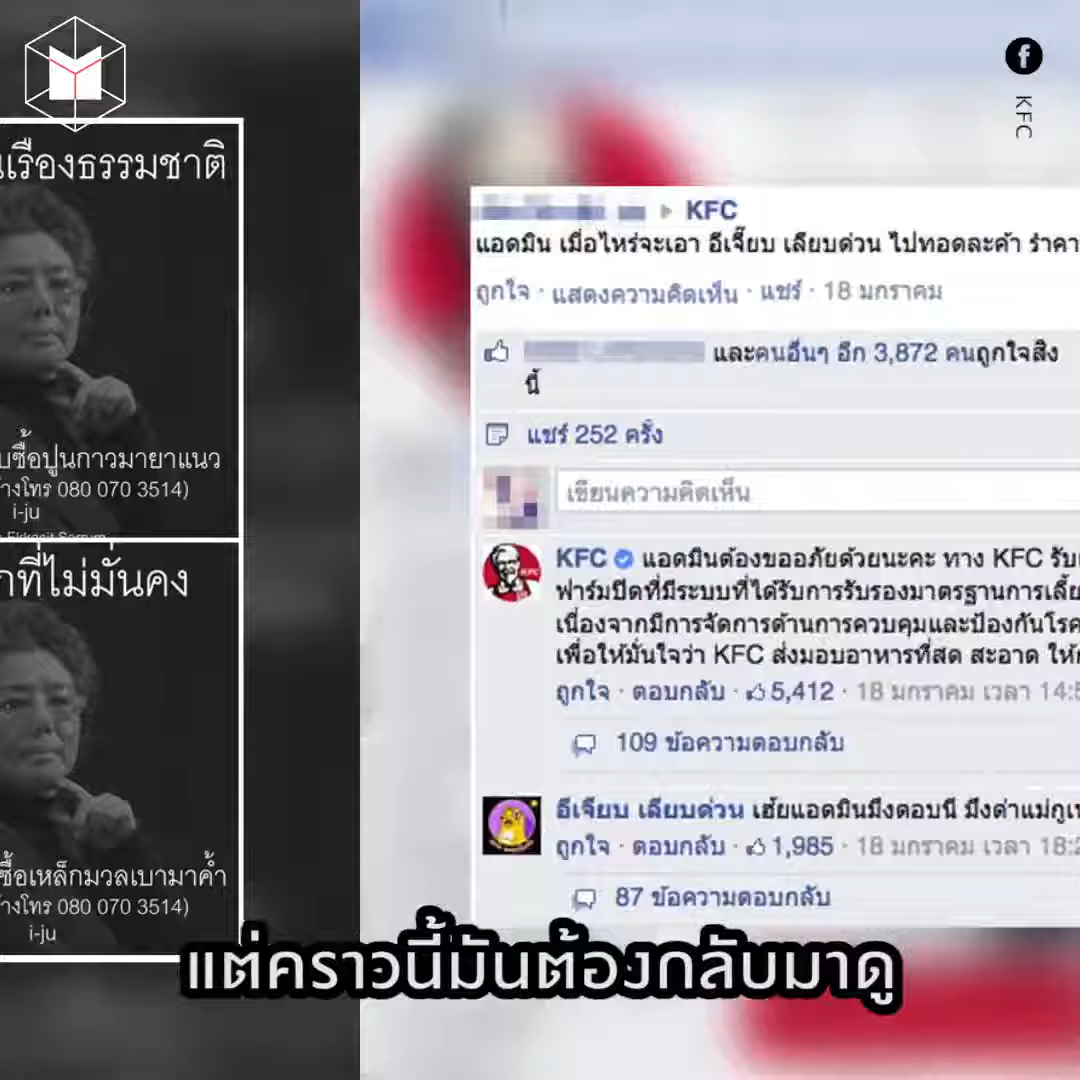 เรื่องธรรมชาติ
ซื้อปูนกาวมายาแนว
โทร 080 070 3514)
i-ju
ที่ไม่มั่นคง
ซื้อเหล็กมวลเบามาค้ำ
โทร 080 070 3514)
i-ju
KFC
KFC
แอดมิน เมื่อไหร่จะเอา อีเจี๊ยบ เลียบด่วน ไปทอดละค้า
ถูกใจ · แสดงความคิดเห็น · แชร์ · 18 มกราคม
และคนอื่นๆ อีก 3,872 คนถูกใจสิ่ง
นี้
แชร์ 252 ครั้ง
เขียนความคิดเห็น
KFC แอดมินต้องขออภัยด้วยนะคะ ทาง KFC
ฟาร์มปิดที่มีระบบที่ได้รับการรับรองมาตรฐานการ
เนื่องจากมีการจัดการด้านการควบคุมและป้องกันโรค
เพื่อให้มั่นใจว่า KFC ส่งมอบอาหารที่สด สะอาด
ถูกใจ · ตอบกลับ · 5,412 · 18 มกราคม เวลา
109 ข้อความตอบกลับ
อีเจี๊ยบ เลียบด่วน เฮ้ยแอดมินมึงตอบนี่ มึงด่าแม่กู
ถูกใจ · ตอบกลับ · 1,985 · 18 มกราคม เวลา
87 ข้อความตอบกลับ
แต่คราวนี้มันต้องกลับมาดู